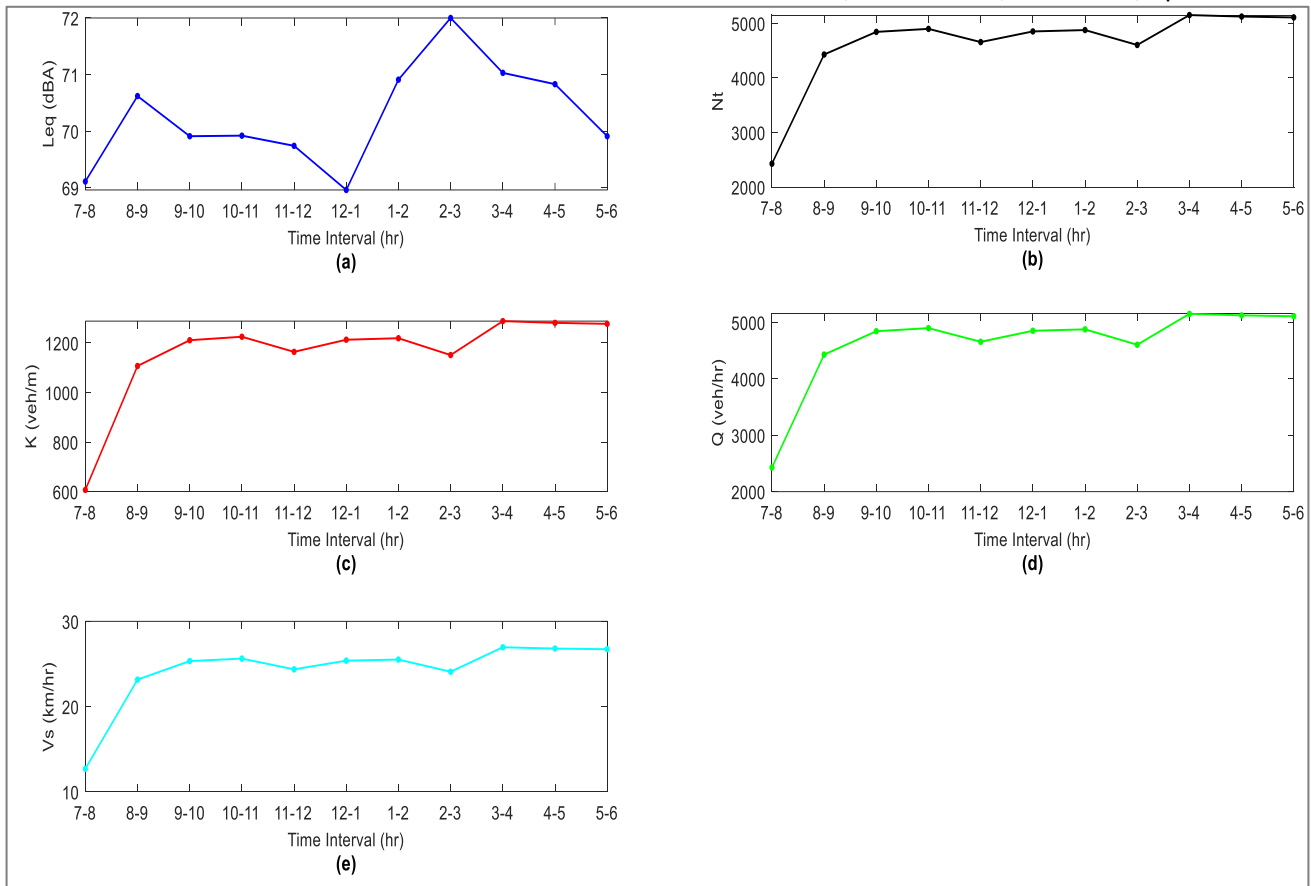 72
71
70
69
Leq (dBA)
7-8 8-9 9-10 10-11 11-12 12-1 1-2 2-3 3-4 4-5 5-6
Time Interval (hr)
(a)
5000
4000
3000
2000
Nt
7-8 8-9 9-10 10-11 11-12 12-1 1-2 2-3 3-4 4-5 5-6
Time Interval (hr)
(b)
1200
1000
800
600
K (veh/m)
7-8 8-9 9-10 10-11 11-12 12-1 1-2 2-3 3-4 4-5 5-6
Time Interval (hr)
(c)
5000
4000
3000
2000
Q (veh/hr)
7-8 8-9 9-10 10-11 11-12 12-1 1-2 2-3 3-4 4-5 5-6
Time Interval (hr)
(d)
30
20
10
Vs (km/hr)
7-8 8-9 9-10 10-11 11-12 12-1 1-2 2-3 3-4 4-5 5-6
Time Interval (hr)
(e)